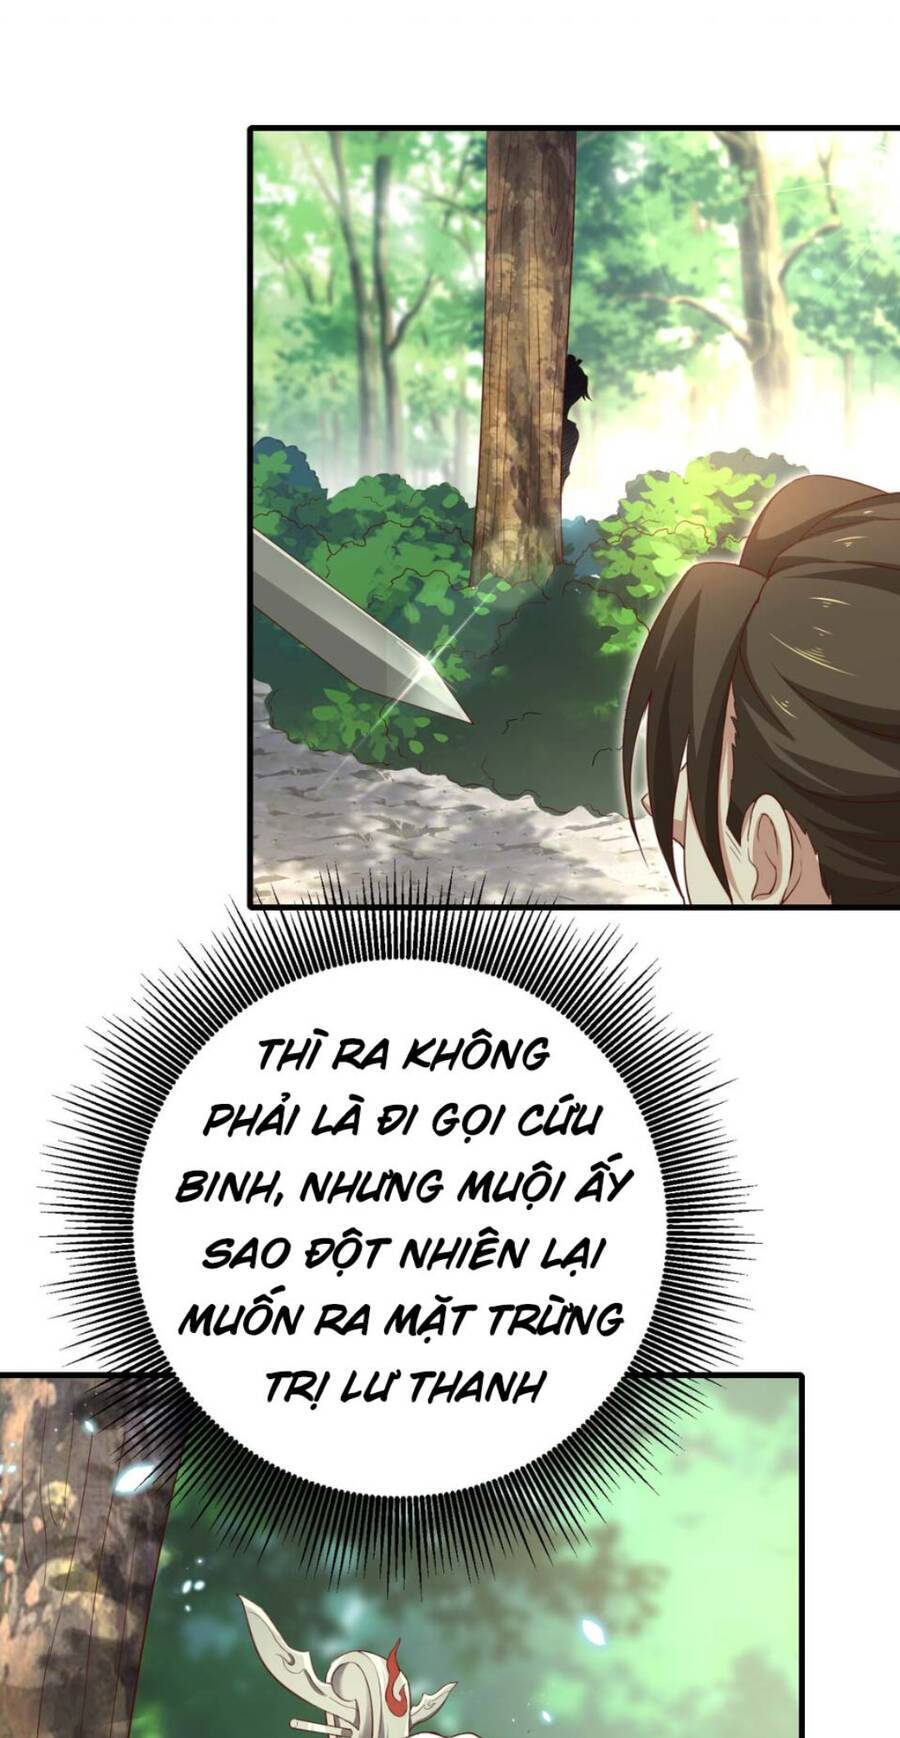 THÌ RA KHÔNG
PHẢI LÀ ĐI GỌI CỨU
BINH, NHƯNG MUỘI ẤY
SAO ĐỘT NHIÊN LẠI
MUỐN RA MẶT TRỪNG
TRỊ LƯ THANH